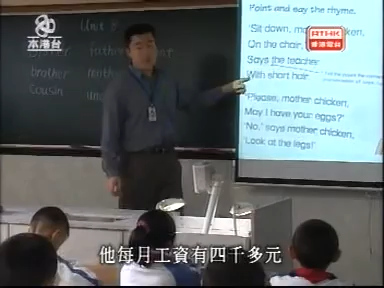 本港台
RTHK
香港電台
Unit 8
Sister father
brother
Cousin
Point and say the rhyme.
'Sit down,
On the chair,
Says the teacher
With short hair
'Please, mother chicken,
May I have your eggs?'
'No,' says mother chicken,
'Look at the legs!'
他每月工資有四千多元